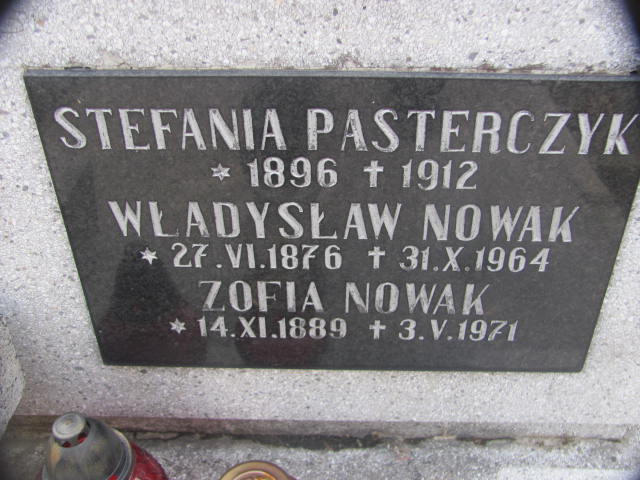 STEFANIA PASTERCZYK
* 1896 † 1912
WŁADYSŁAW NOWAK
* 27.VI.1876 † 31.X.1964
ZOFIA NOWAK
* 14.XI.1889 † 3.V.1971